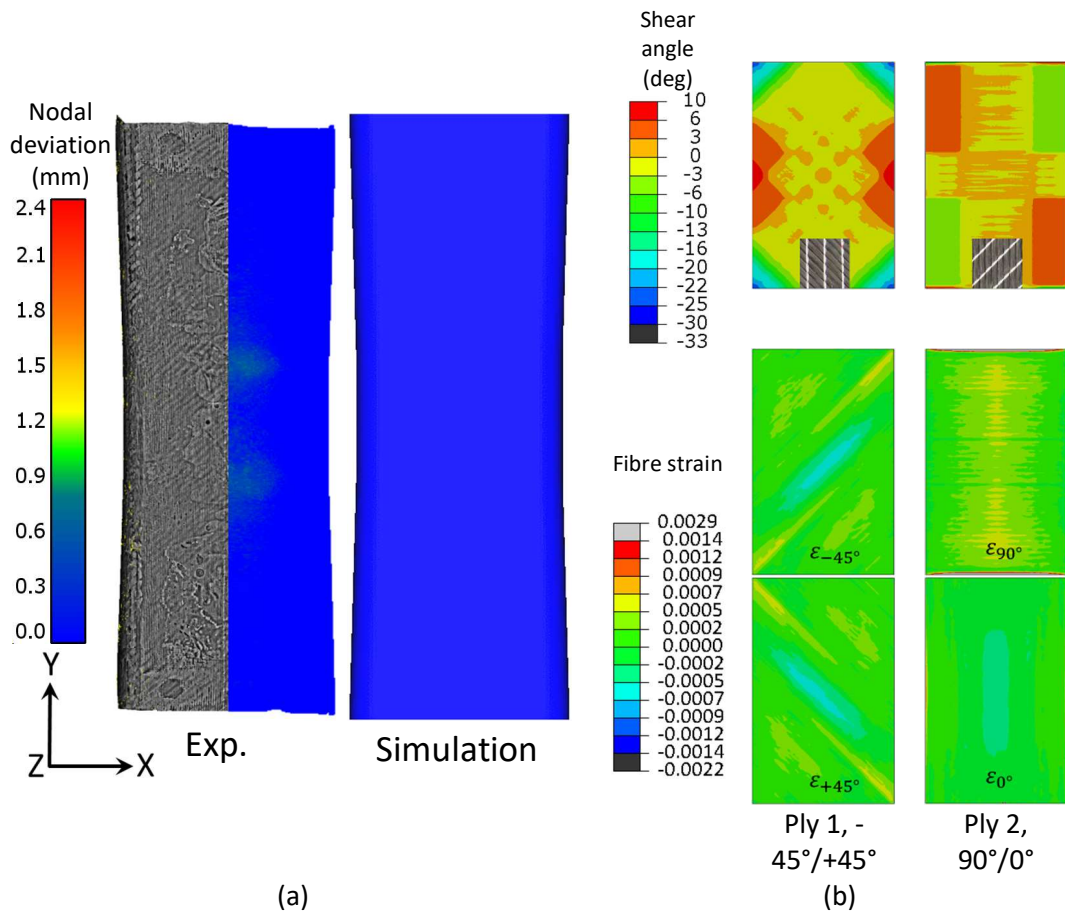 Nodal
deviation
(mm)
2.4
2.1
1.8
1.5
1.2
0.9
0.6
0.3
0.0
Y
Z
X
Exp.
Simulation
(a)
Shear
angle
(deg)
10
6
3
0
-3
-6
-10
-13
-16
-20
-22
-25
-30
-33
Fibre strain
0.0029
0.0014
0.0012
0.0009
0.0007
0.0005
0.0002
0.0000
-0.0002
-0.0005
-0.0007
-0.0009
-0.0012
-0.0014
-0.0022
ε₋₄₅°
ε₉₀°
ε₊₄₅°
ε₀°
Ply 1, -
45°/+45°
Ply 2,
90°/0°
(b)